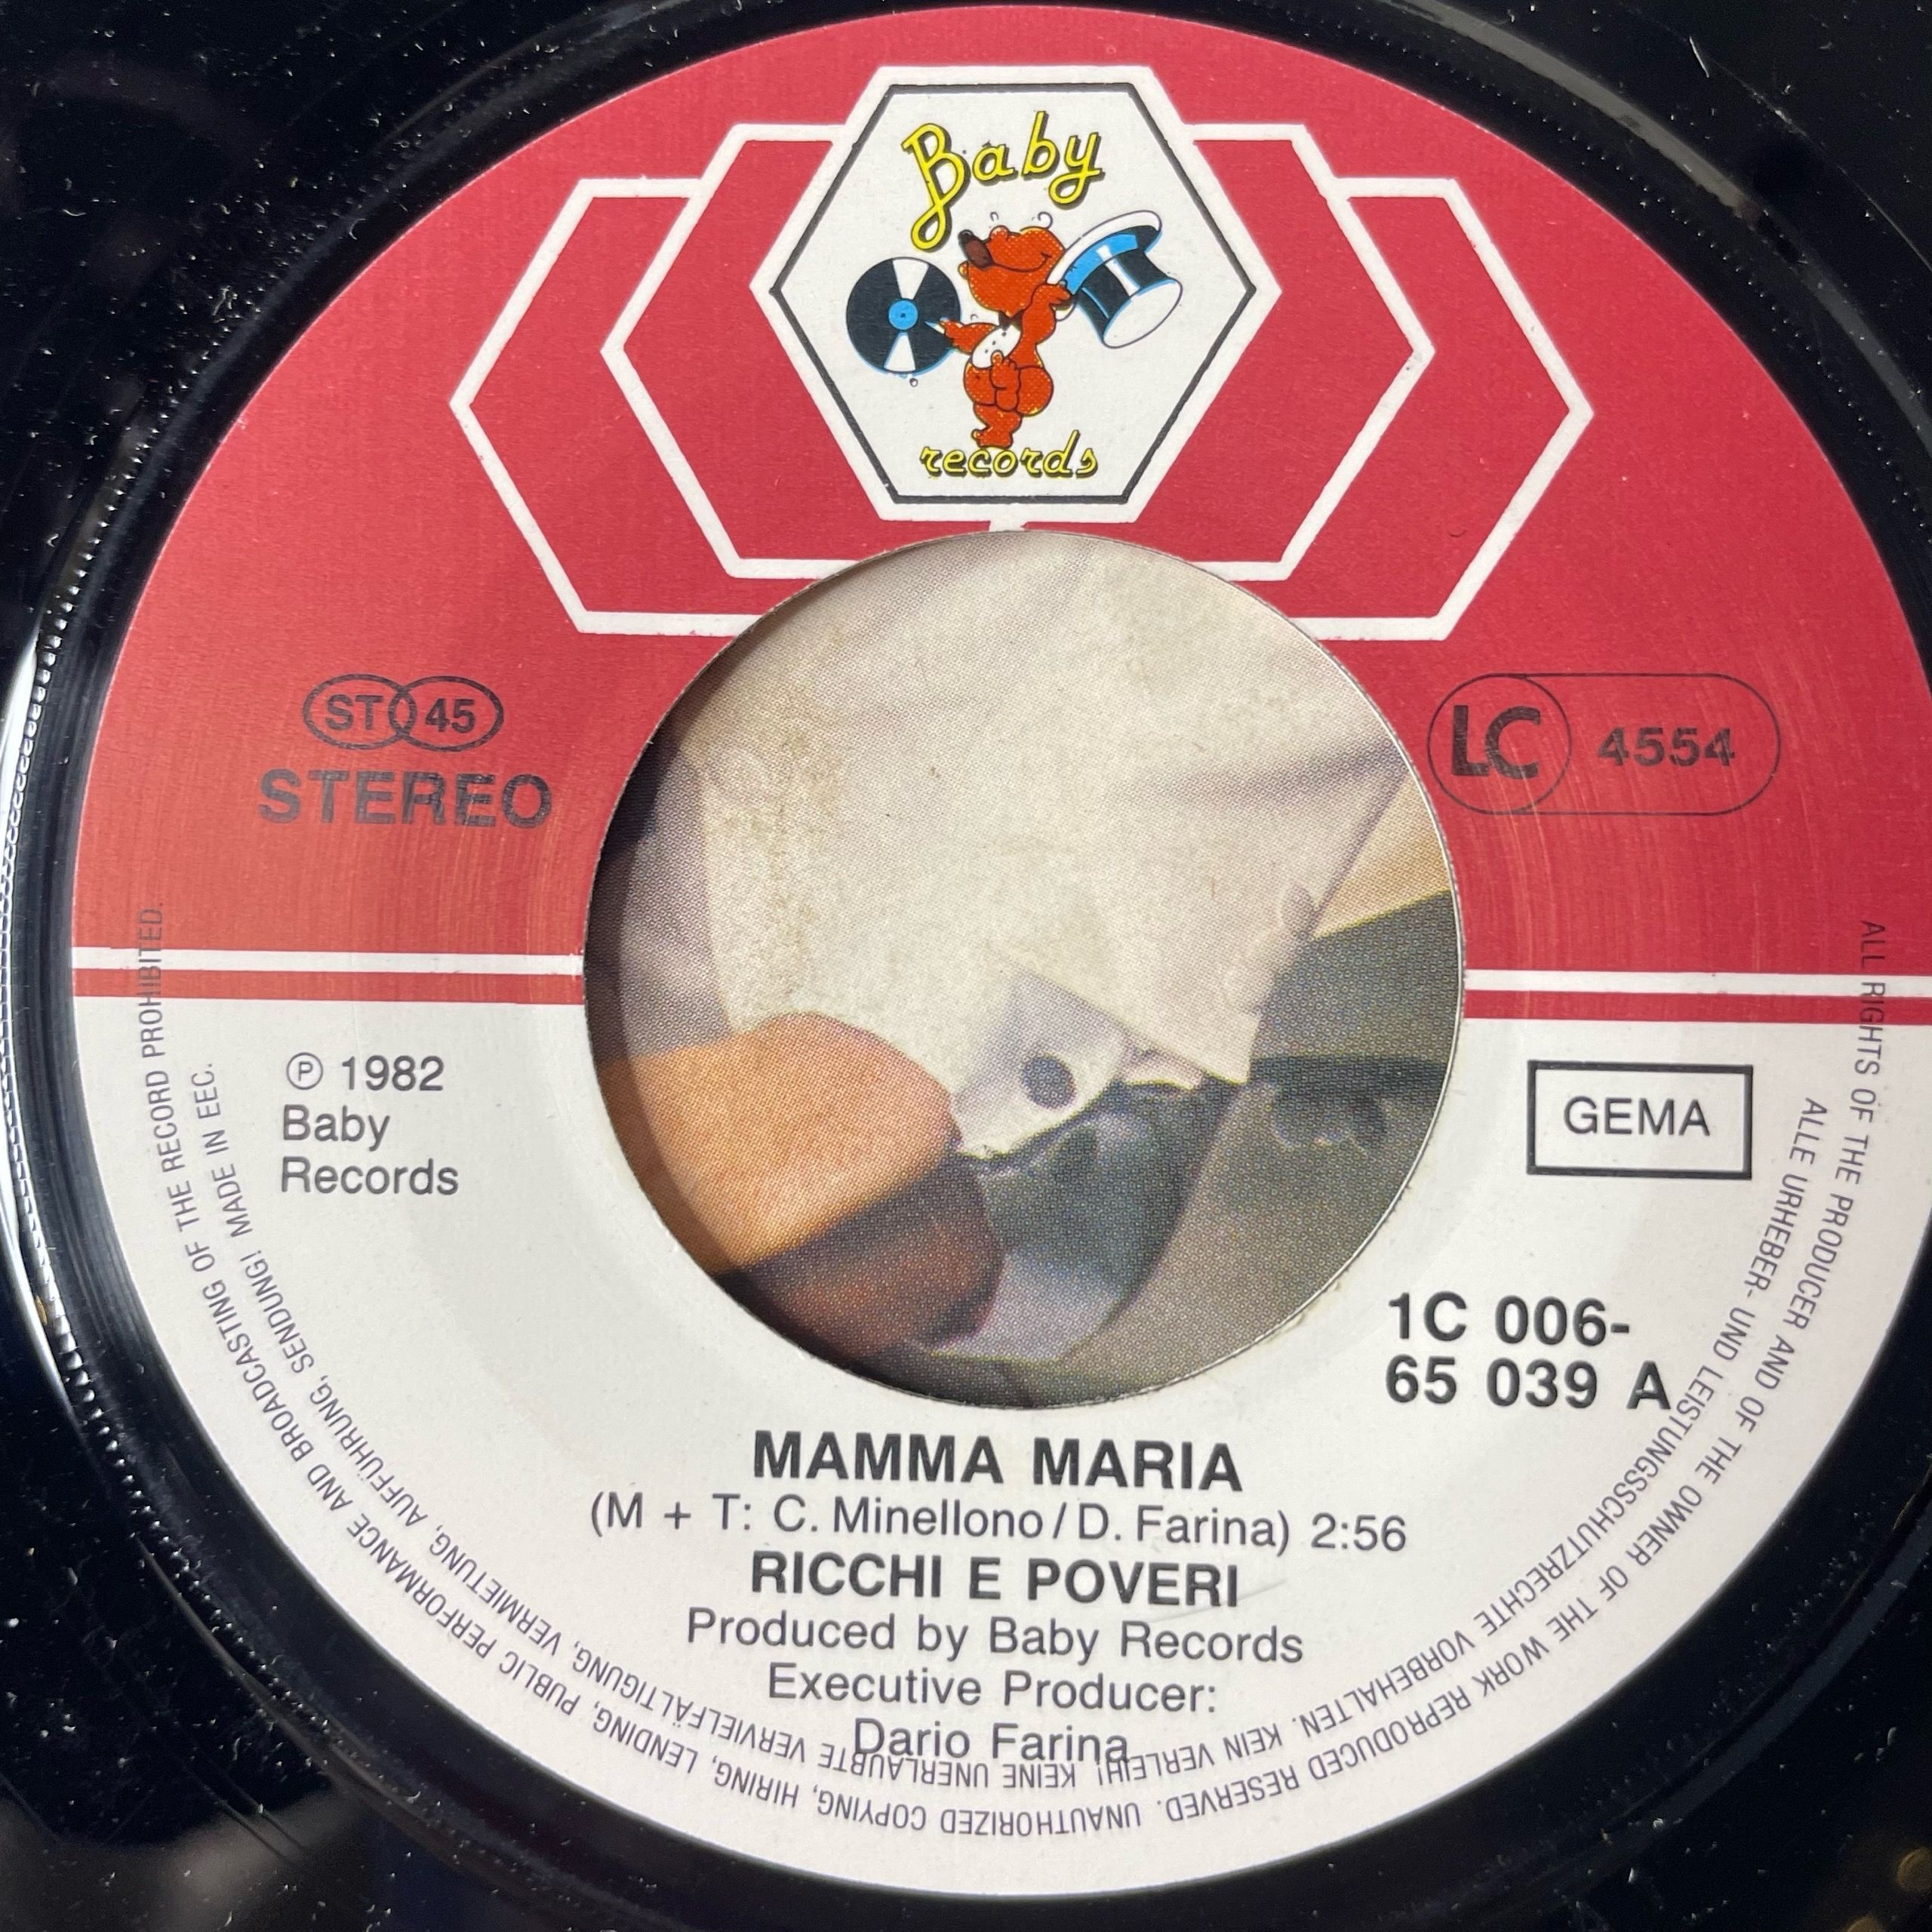 Baby
records
ST 45
STEREO
LC 4554
℗ 1982
Baby
Records
GEMA
1C 006-
65 039 A
MAMMA MARIA
(M + T: C. Minellono / D. Farina) 2:56
RICCHI E POVERI
Produced by Baby Records
Executive Producer:
Dario Farina
ALL RIGHTS OF THE PRODUCER AND OF THE OWNER OF THE WORK REPRODUCED RESERVED. UNAUTHORIZED COPYING, HIRING, LENDING, PUBLIC PERFORMANCE AND BROADCASTING OF THE RECORD PROHIBITED.
ALLE URHEBER- UND LEISTUNGSSCHUTZRECHTE VORBEHALTEN. KEIN VERLEIH! KEINE UNERLAUBTE VERVIELFÄLTIGUNG, VERMIETUNG, AUFFÜHRUNG, SENDUNG! MADE IN EEC.